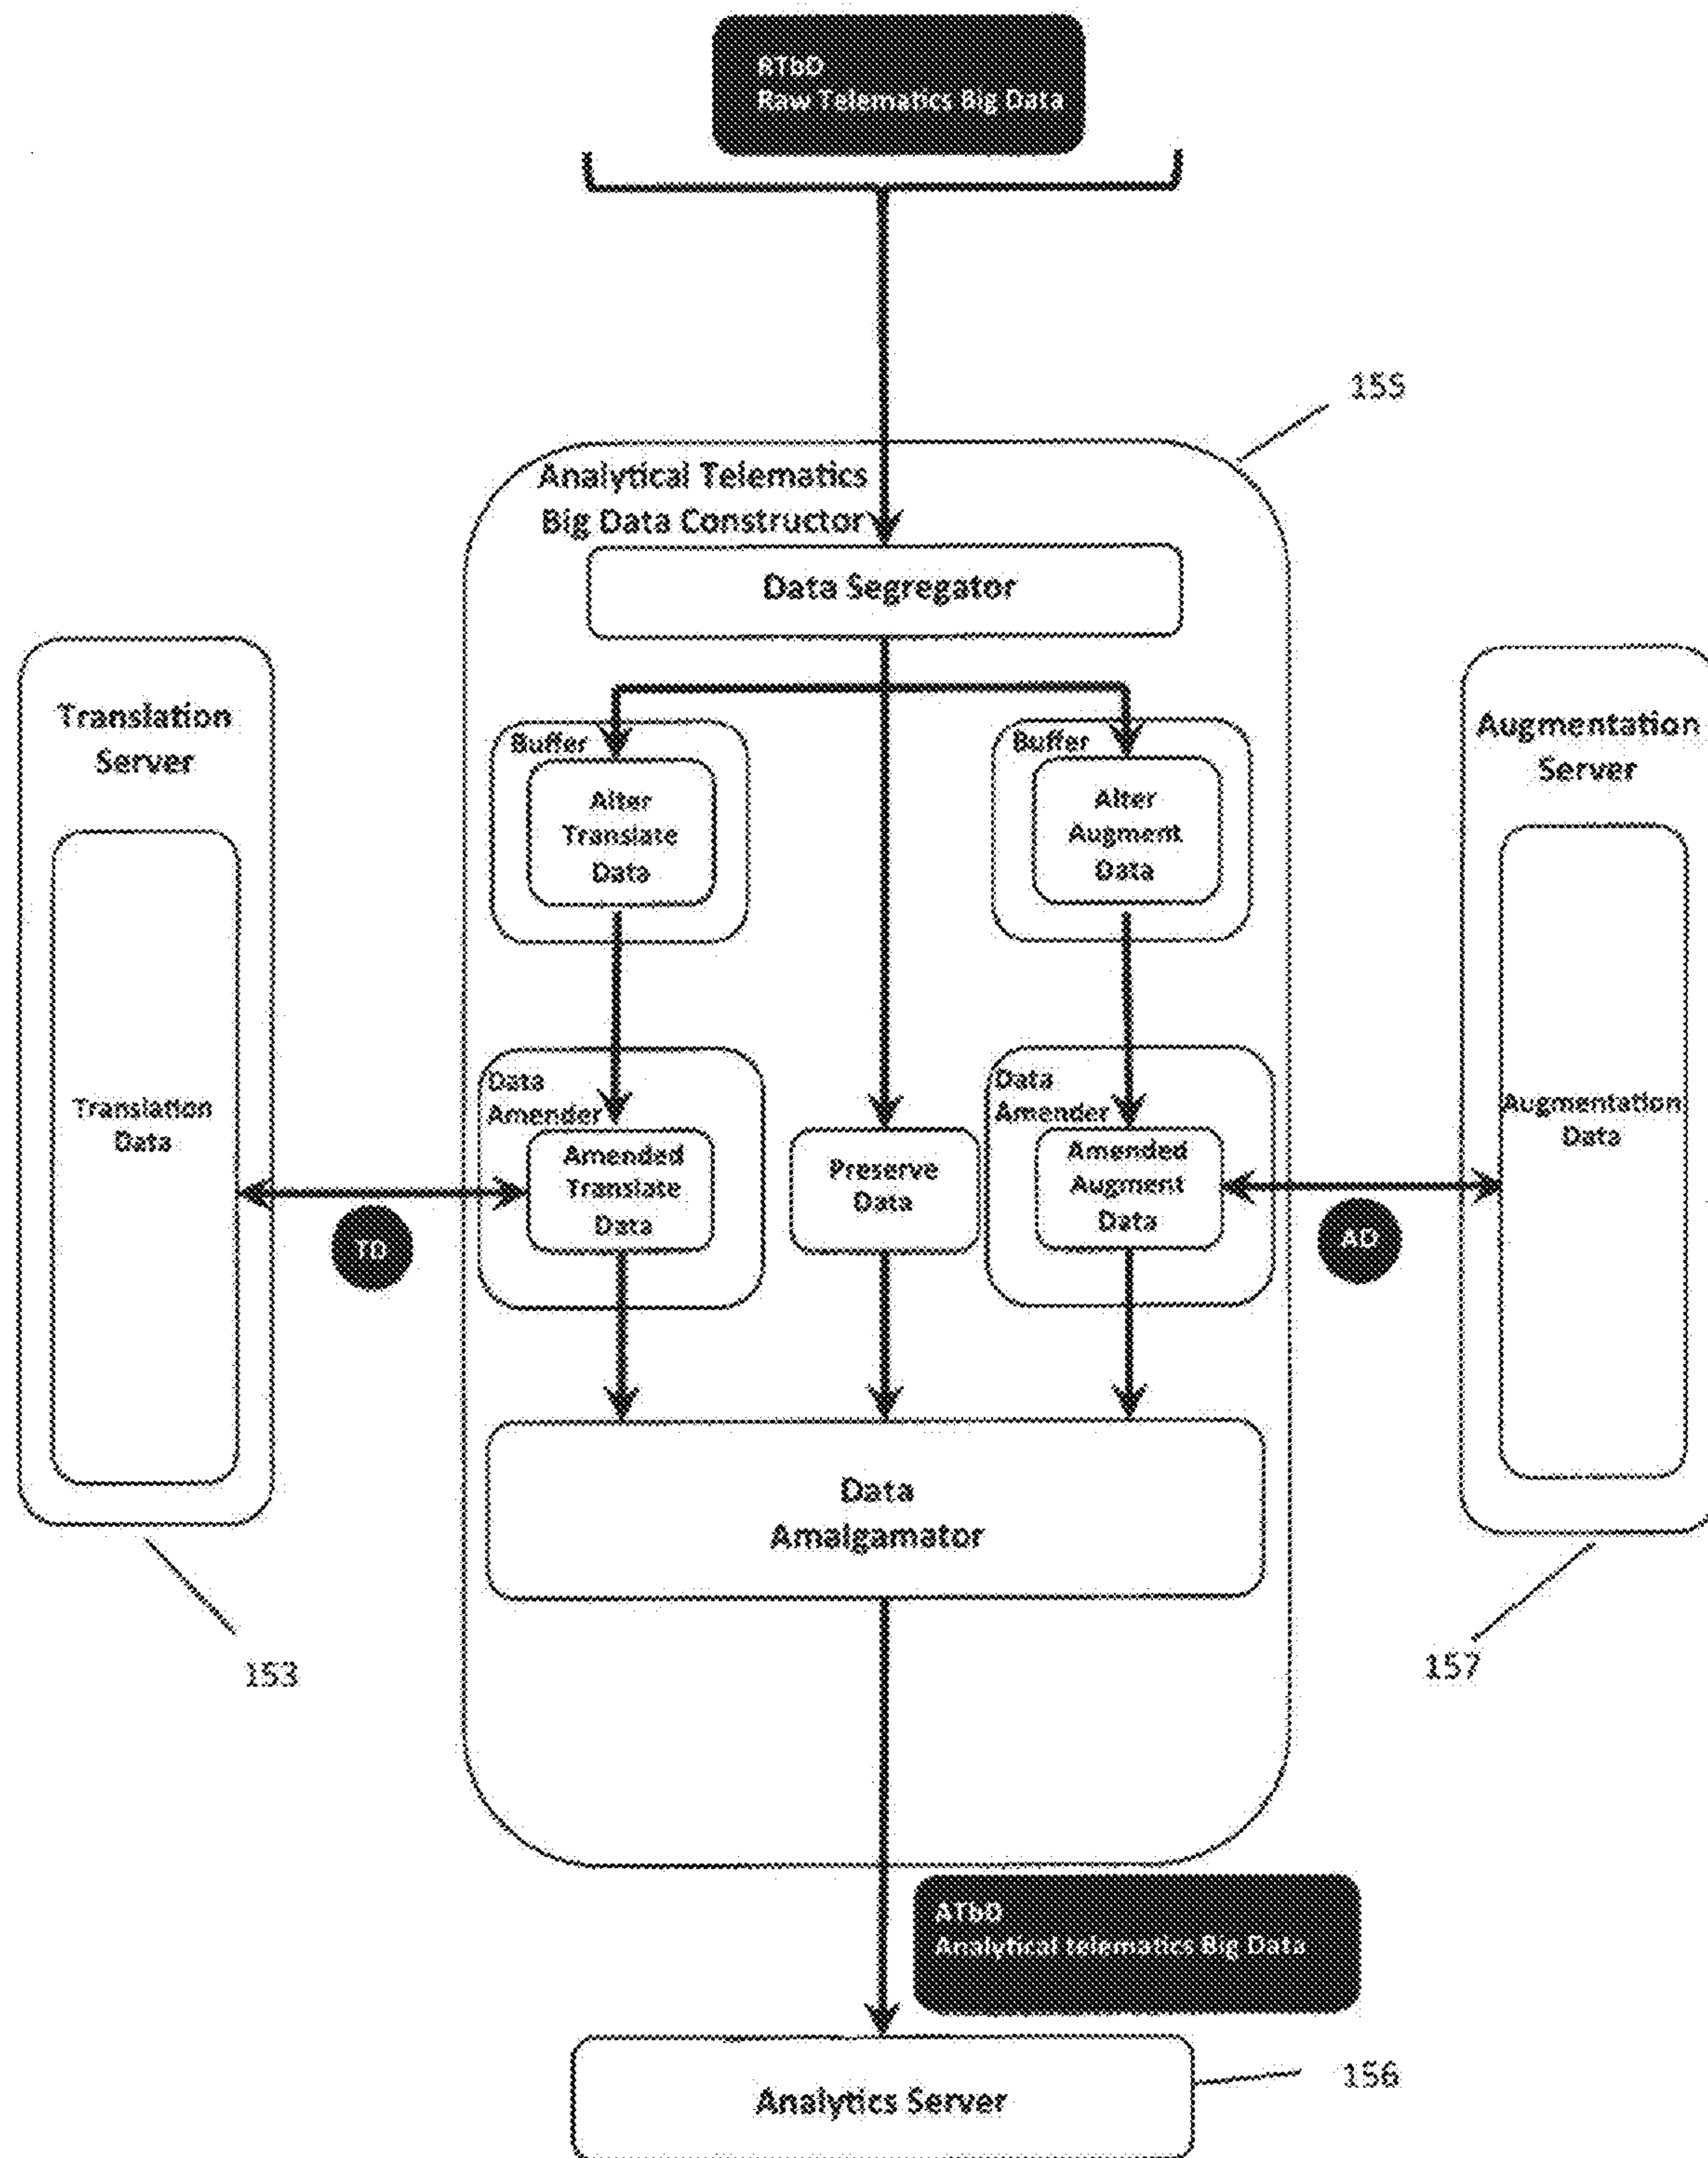 RTbD
Raw Telematics Big Data
155
Analytical Telematics
Big Data Constructor
Data Segregator
Translation
Server
Augmentation
Server
Buffer
Buffer
Alter
Translate
Data
Alter
Augment
Data
Data
Amender
Data
Amender
Translation
Data
Augmentation
Data
Amended
Translate
Data
Preserve
Data
Amended
Augment
Data
TD
AD
Data
Amalgamator
153
157
ATbD
Analytical telematics Big Data
Analytics Server
156